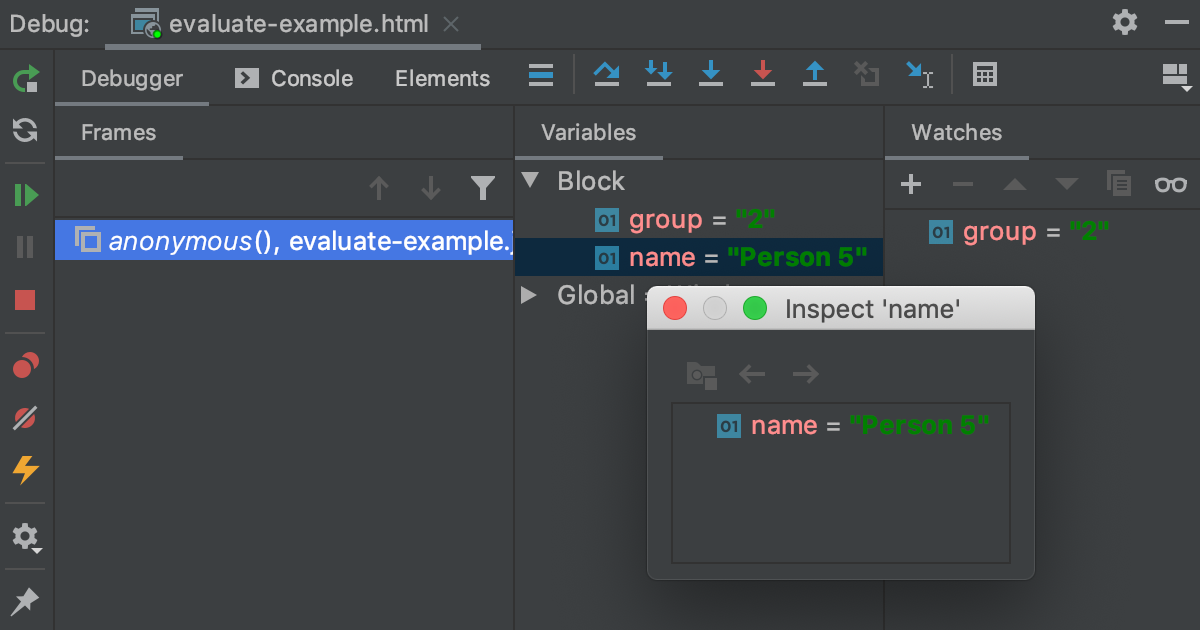 Debug: evaluate-example.html
Debugger Console Elements
Frames Variables Watches
Block
01 group = "2"
01 group = "2"
anonymous(), evaluate-example.
01 name = "Person 5"
Global
Inspect 'name'
01 name = "Person 5"